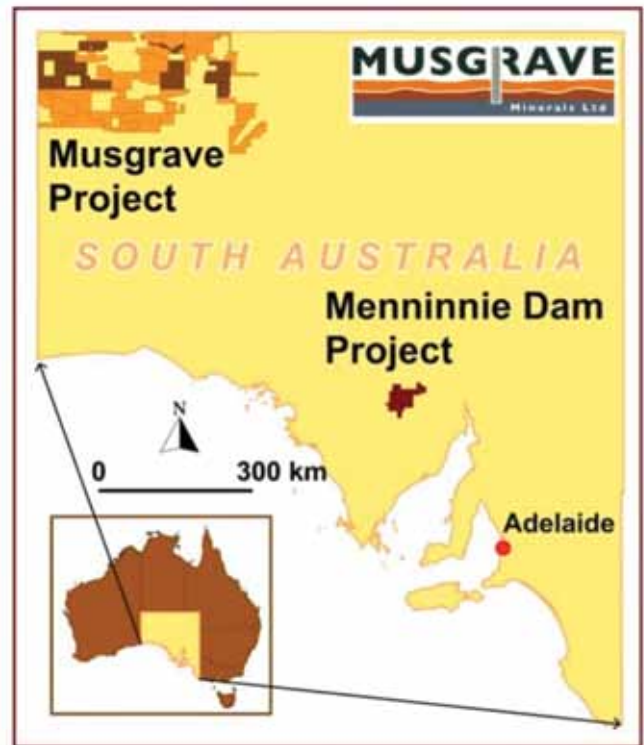 MUSGRAVE
Minerals Ltd
Musgrave
Project
SOUTH AUSTRALIA
Menninnie Dam
Project
N
0 300 km
Adelaide